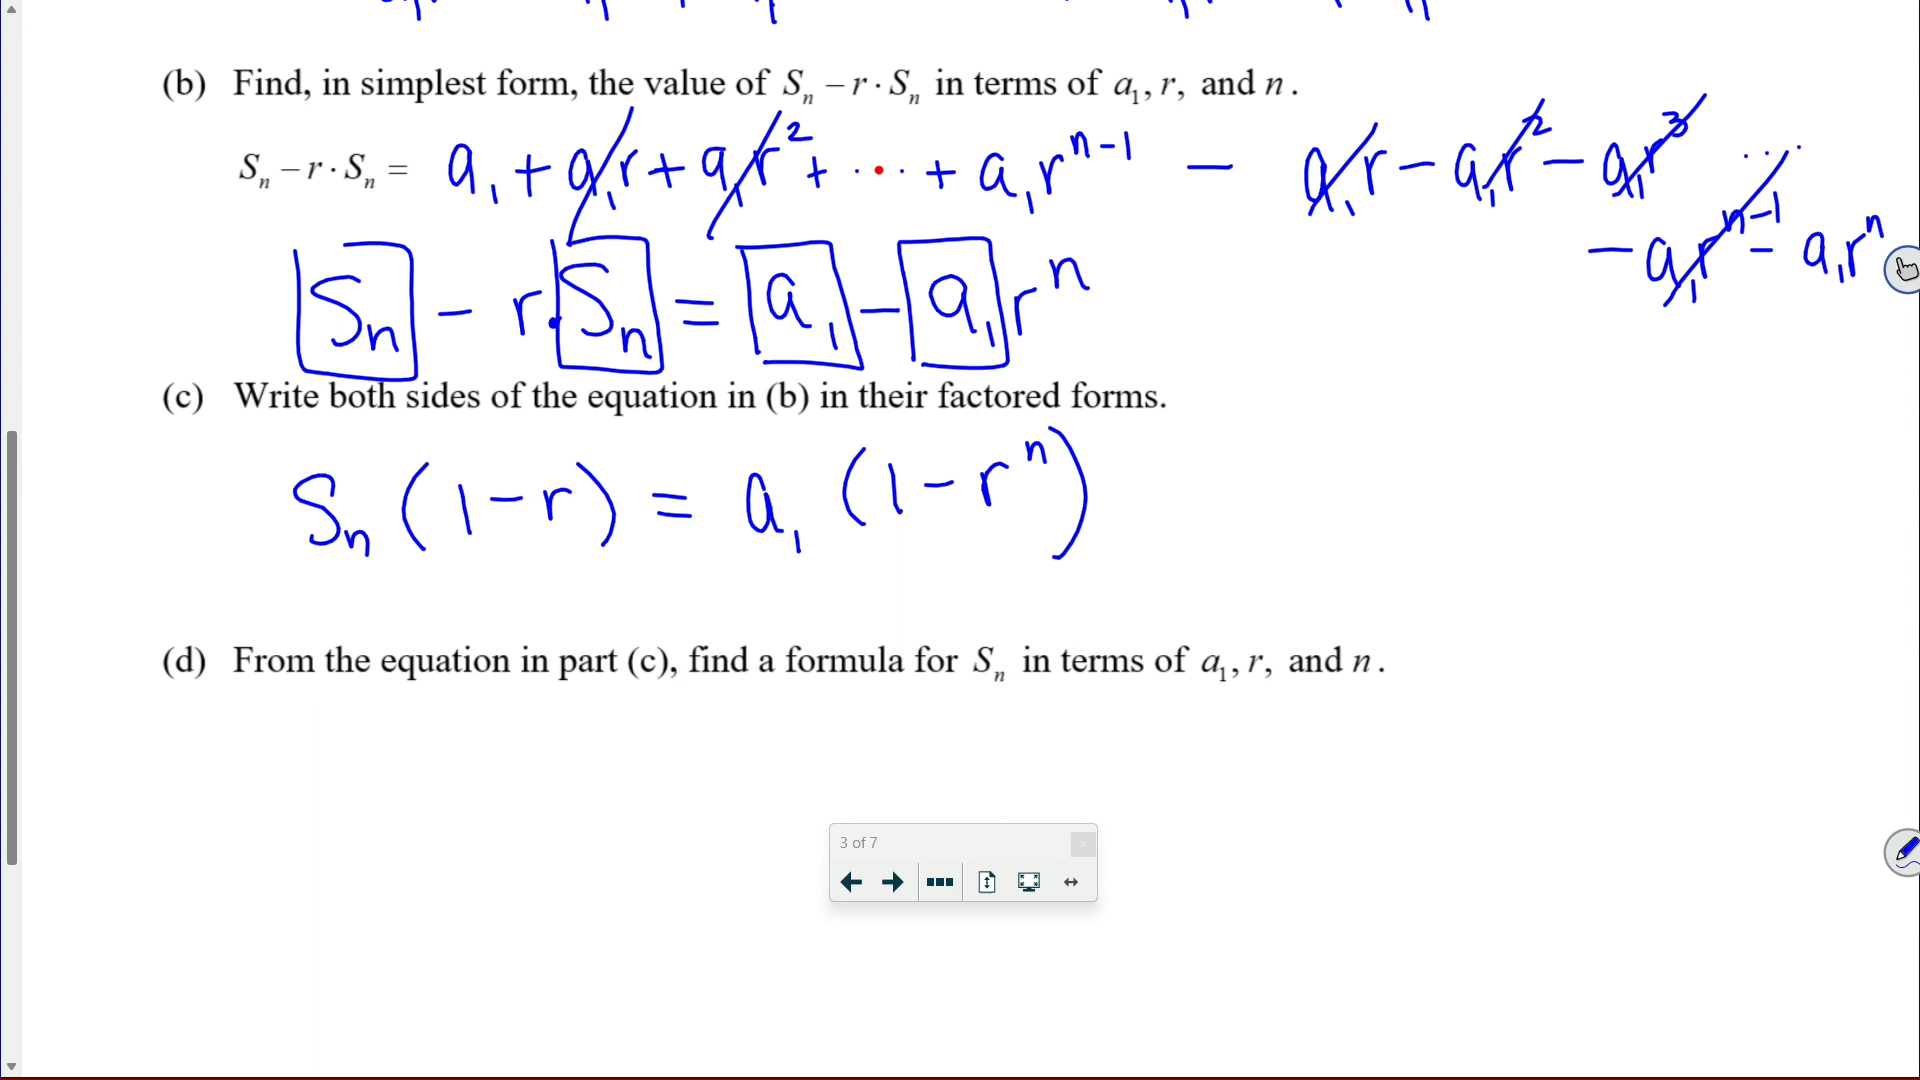 (b) Find, in simplest form, the value of Sₙ – r · Sₙ in terms of a₁, r, and n.
Sₙ – r · Sₙ = a₁ + a₁r + a₁r² + ··· + a₁rⁿ⁻¹ – a₁r – a₁r² – a₁r³ ...
– a₁rⁿ⁻¹ – a₁rⁿ
Sₙ – r · Sₙ = a₁ – a₁rⁿ
(c) Write both sides of the equation in (b) in their factored forms.
Sₙ (1 – r) = a₁ (1 – rⁿ)
(d) From the equation in part (c), find a formula for Sₙ in terms of a₁, r, and n.
3 of 7